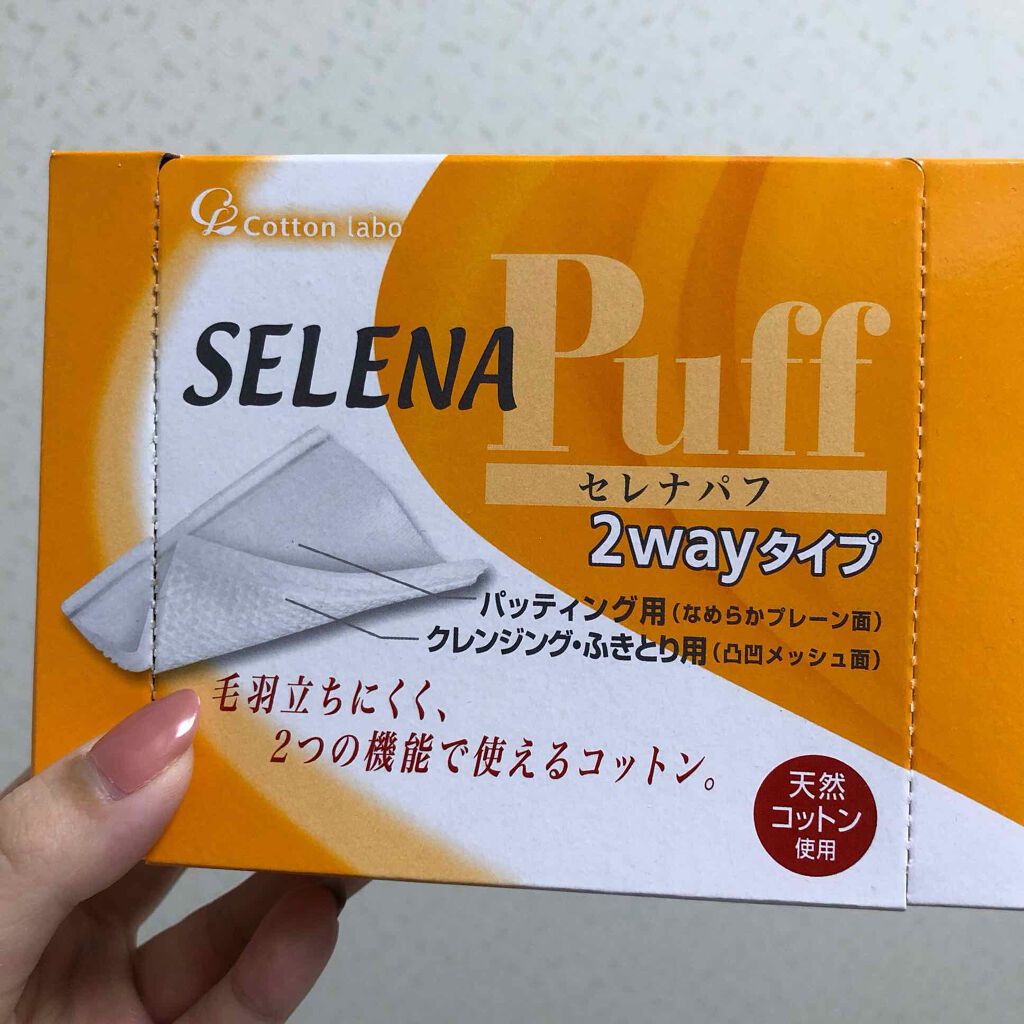 CL Cotton labo
SELENA Puff
セレナパフ
2wayタイプ
パッティング用(なめらかプレーン面)
クレンジング・ふきとり用(凸凹メッシュ面)
毛羽立ちにくく、
2つの機能で使えるコットン。
天然
コットン
使用